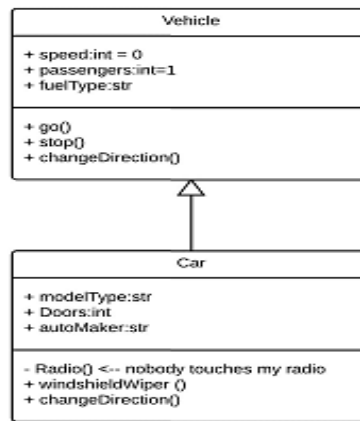 Vehicle
+ speed:int = 0
+ passengers:int=1
+ fuelType:str
+ go()
+ stop()
+ changeDirection()
Car
+ modelType:str
+ Doors:int
+ autoMaker:str
- Radio() <-- nobody touches my radio
+ windshieldWiper ()
+ changeDirection()